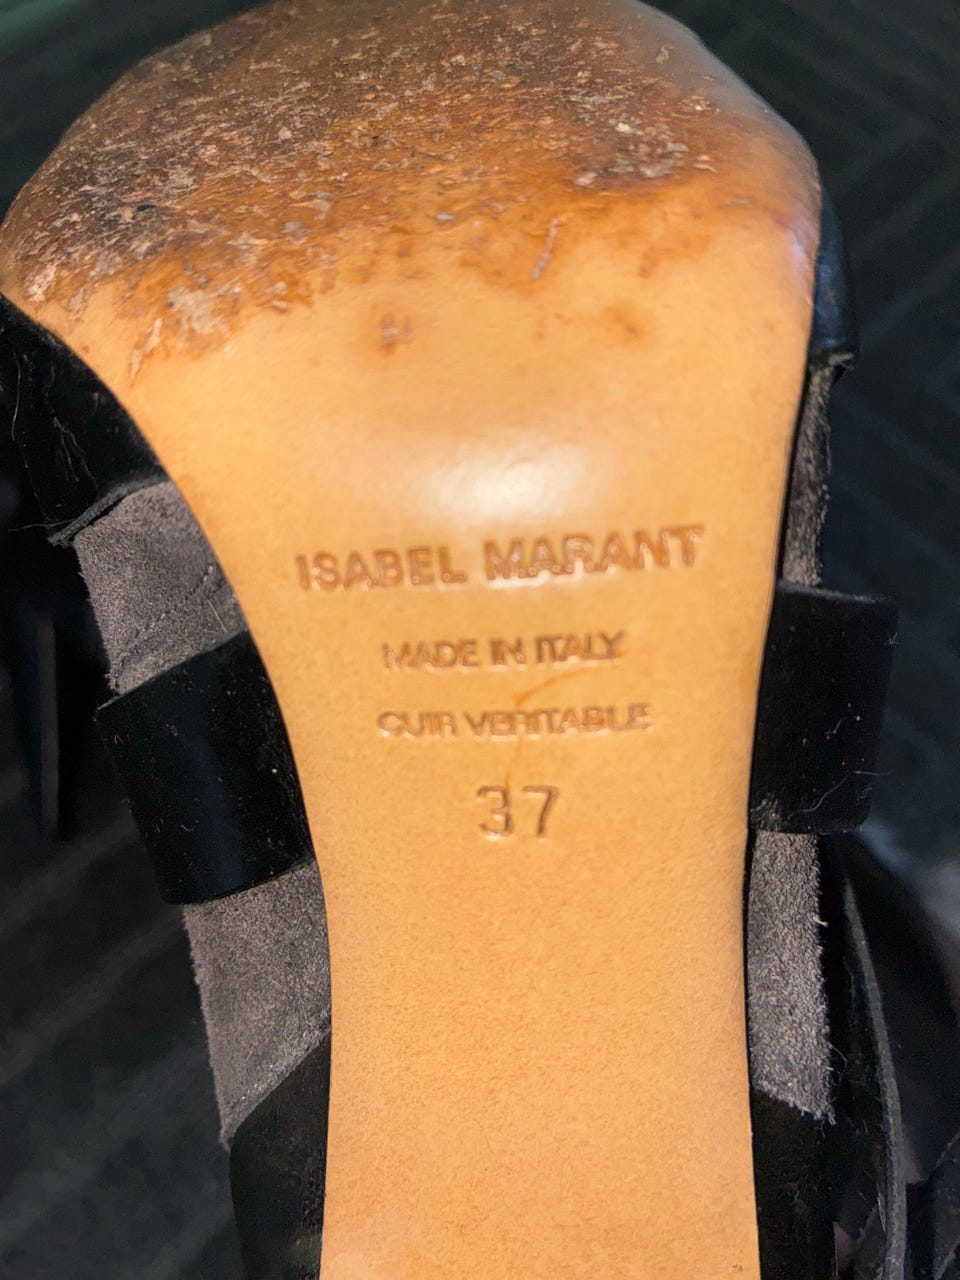 ISABEL MARANT
MADE IN ITALY
CUIR VERITABLE
37